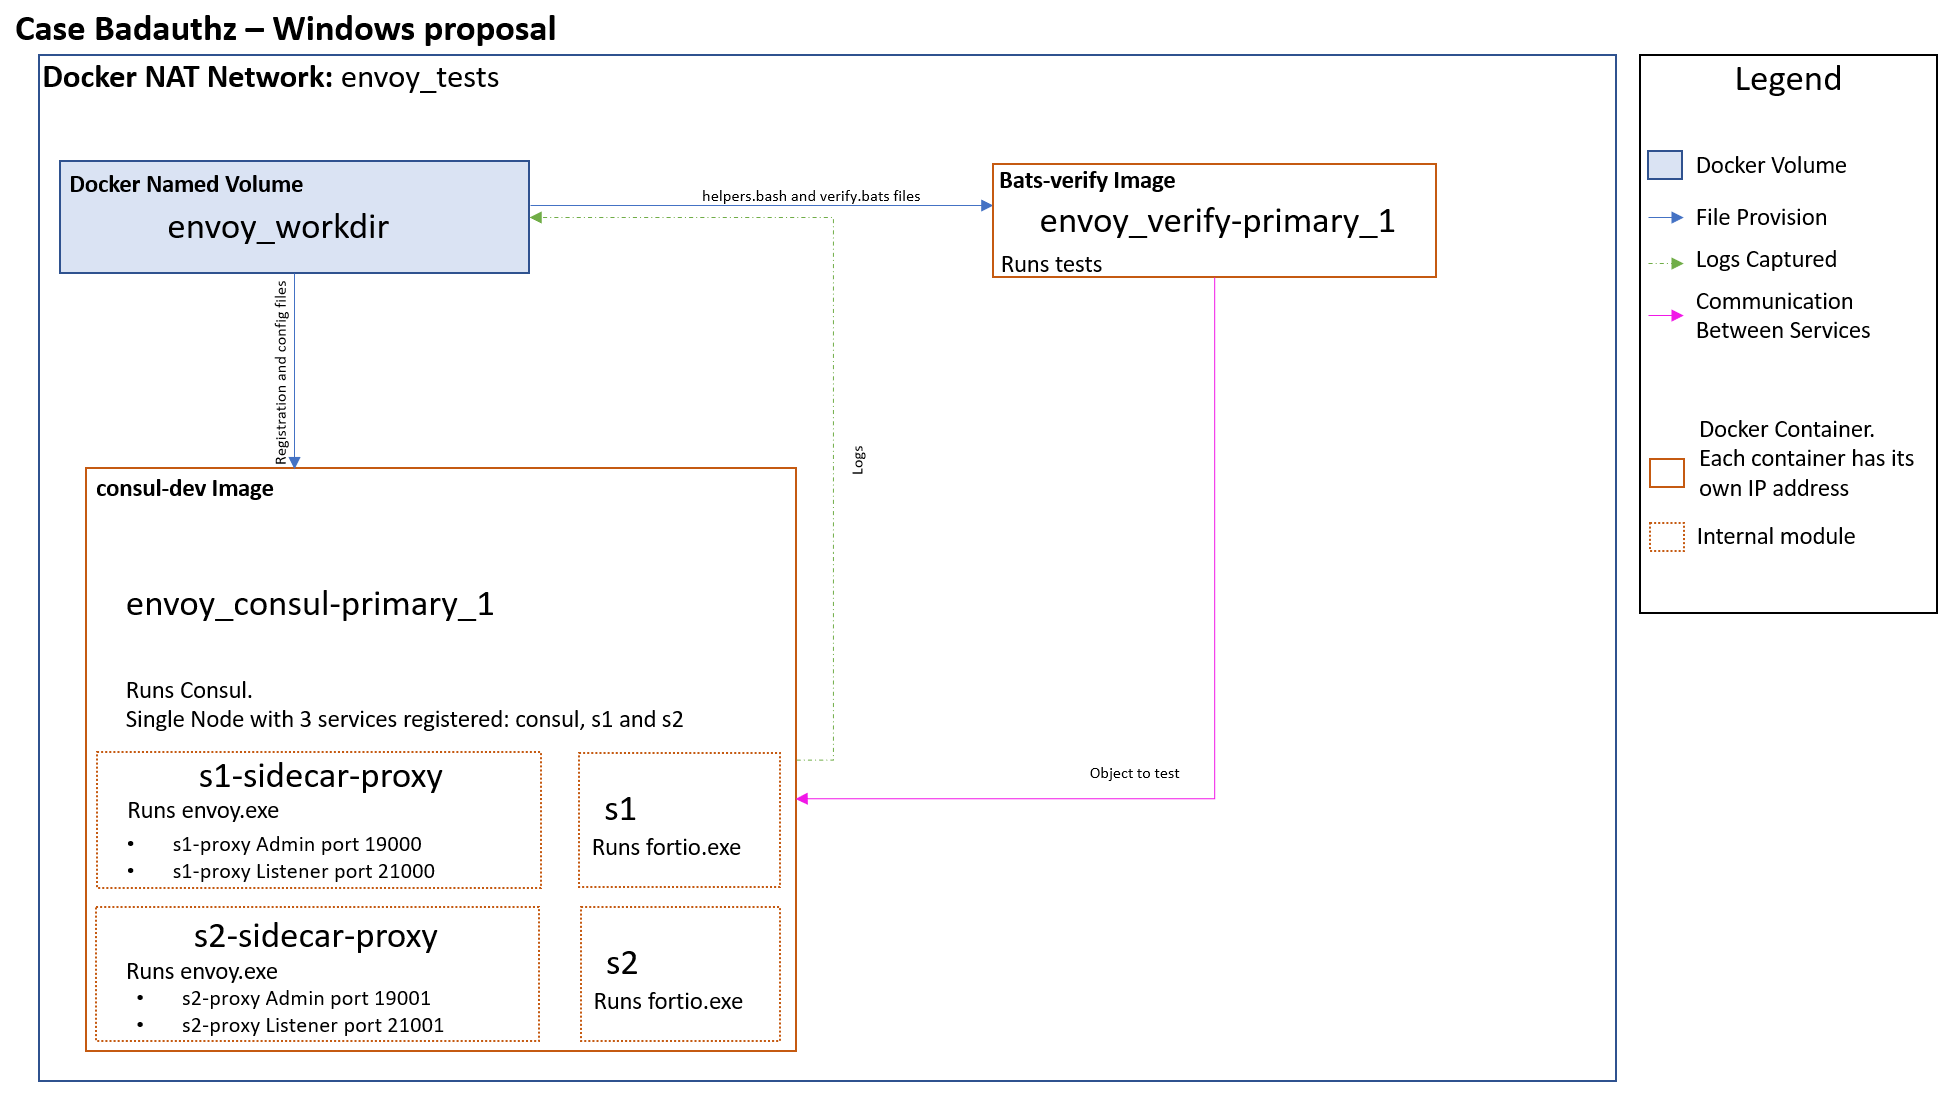 Case Badauthz – Windows proposal
Docker NAT Network: envoy_tests
Docker Named Volume
envoy_workdir
helpers.bash and verify.bats files
Bats-verify Image
envoy_verify-primary_1
Runs tests
Registration and config files
Logs
consul-dev Image
envoy_consul-primary_1
Runs Consul.
Single Node with 3 services registered: consul, s1 and s2
s1-sidecar-proxy
Runs envoy.exe
• s1-proxy Admin port 19000
• s1-proxy Listener port 21000
s1
Runs fortio.exe
s2-sidecar-proxy
Runs envoy.exe
• s2-proxy Admin port 19001
• s2-proxy Listener port 21001
s2
Runs fortio.exe
Object to test
Legend
Docker Volume
File Provision
Logs Captured
Communication
Between Services
Docker Container.
Each container has its
own IP address
Internal module